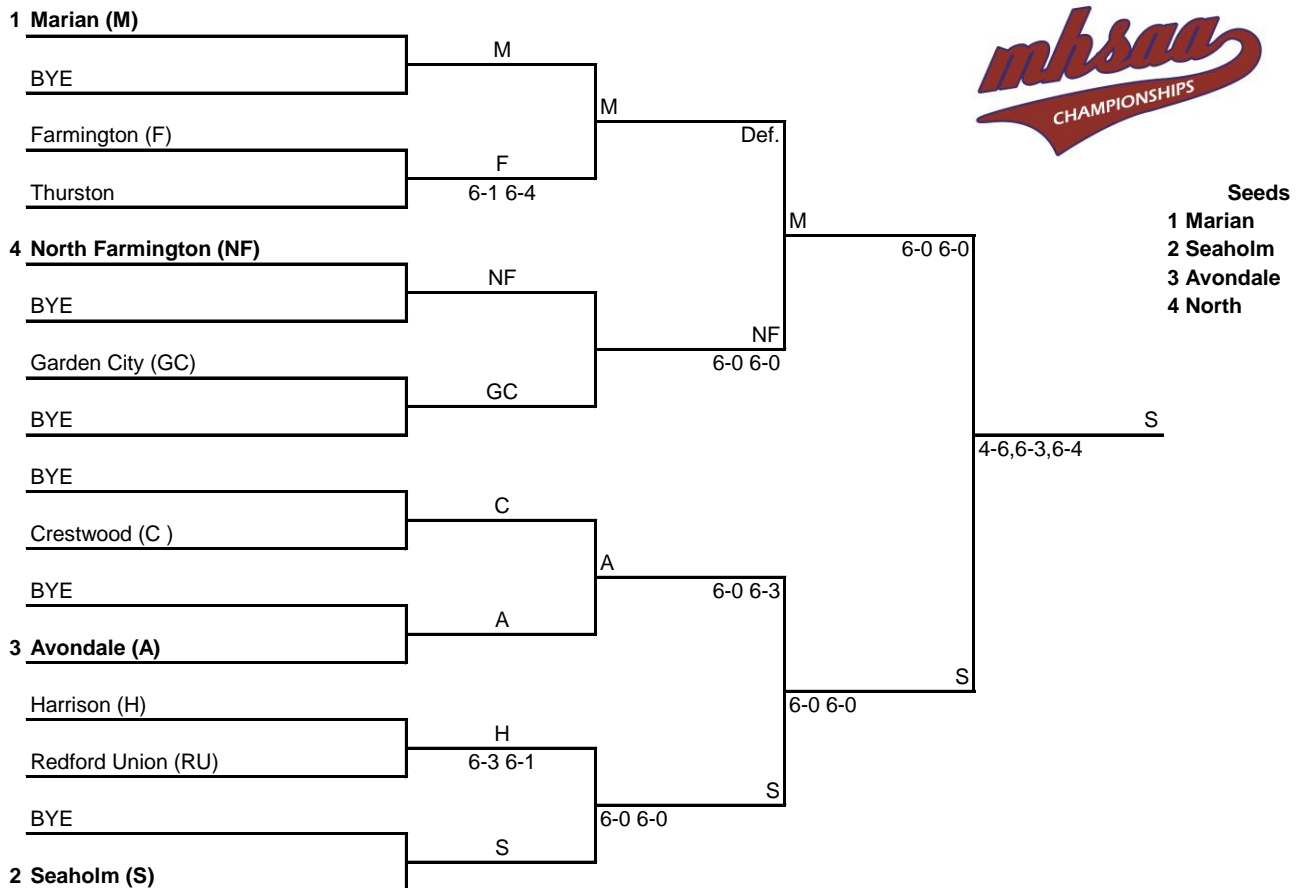 1 Marian (M)
mhsaa
CHAMPIONSHIPS
M
BYE
M
Farmington (F)
Def.
F
Thurston
6-1 6-4
Seeds
M
1 Marian
4 North Farmington (NF)
6-0 6-0
2 Seaholm
NF
3 Avondale
BYE
4 North
NF
Garden City (GC)
6-0 6-0
GC
BYE
S
4-6,6-3,6-4
BYE
C
Crestwood (C )
A
BYE
6-0 6-3
A
3 Avondale (A)
S
Harrison (H)
6-0 6-0
H
Redford Union (RU)
6-3 6-1
S
BYE
6-0 6-0
S
2 Seaholm (S)